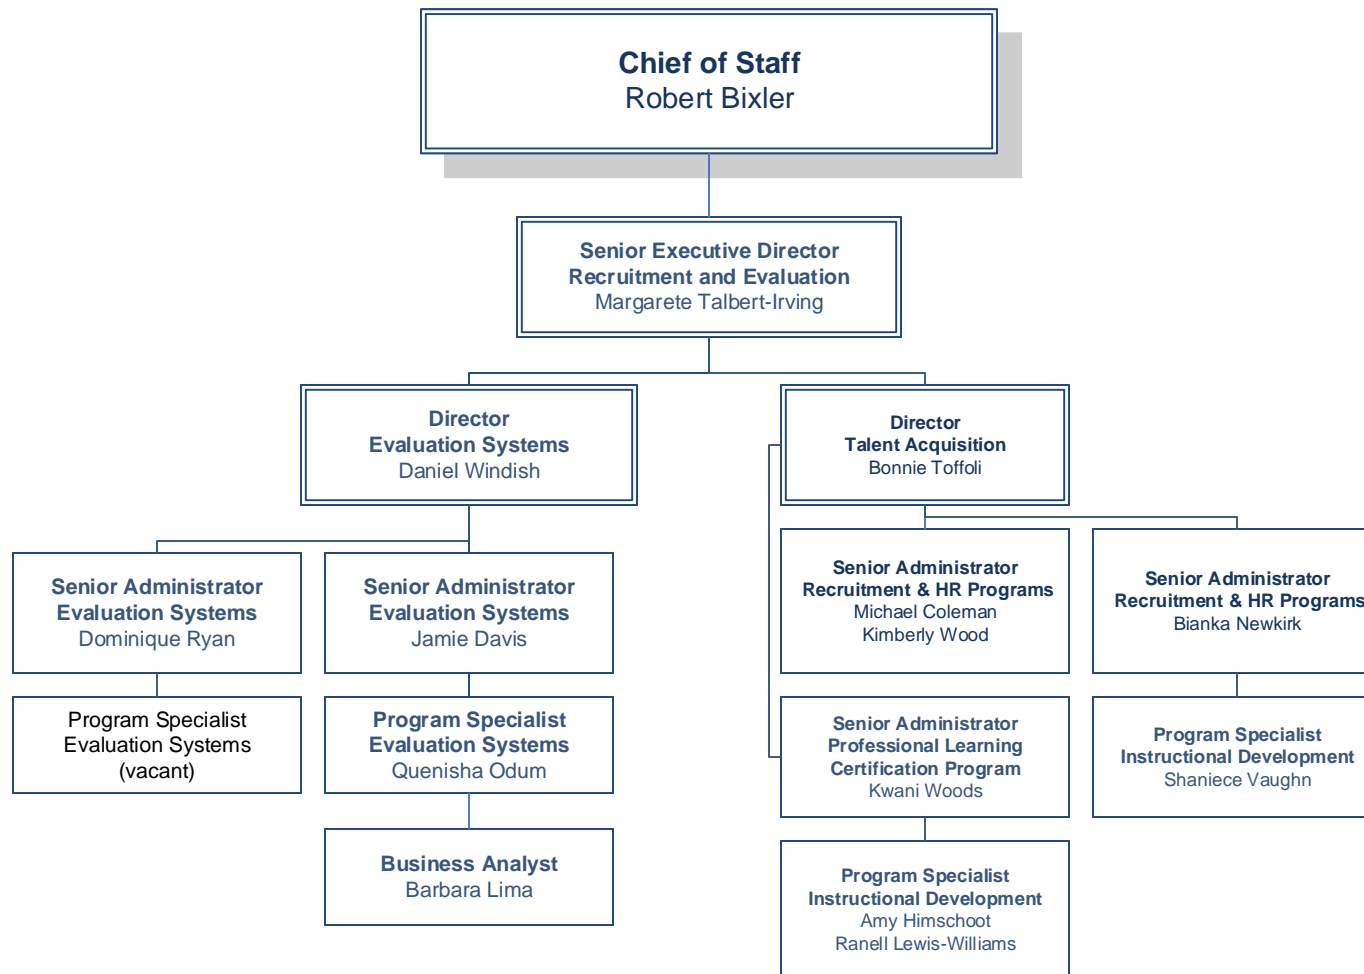 Chief of Staff
Robert Bixler
Senior Executive Director
Recruitment and Evaluation
Margarete Talbert-Irving
Director
Evaluation Systems
Daniel Windish
Director
Talent Acquisition
Bonnie Toffoli
Senior Administrator
Evaluation Systems
Dominique Ryan
Senior Administrator
Evaluation Systems
Jamie Davis
Senior Administrator
Recruitment & HR Programs
Michael Coleman
Kimberly Wood
Senior Administrator
Recruitment & HR Programs
Bianka Newkirk
Program Specialist
Evaluation Systems
(vacant)
Program Specialist
Evaluation Systems
Quenisha Odum
Senior Administrator
Professional Learning
Certification Program
Kwani Woods
Program Specialist
Instructional Development
Shaniece Vaughn
Business Analyst
Barbara Lima
Program Specialist
Instructional Development
Amy Himschoot
Ranell Lewis-Williams